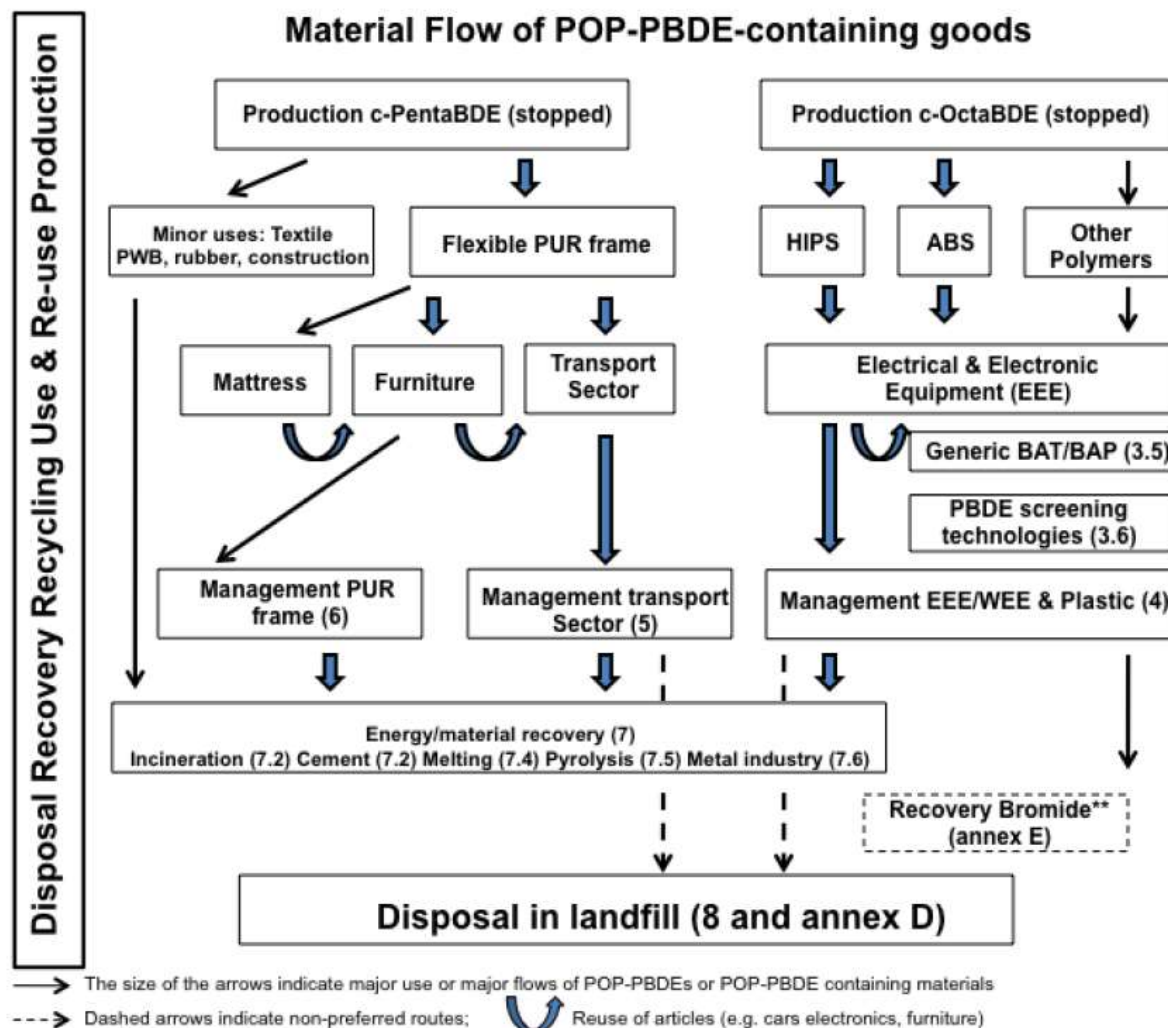 Material Flow of POP-PBDE-containing goods
Disposal Recovery Recycling Use & Re-use Production
Production c-PentaBDE (stopped)
Production c-OctaBDE (stopped)
Minor uses: Textile
PWB, rubber, construction
Flexible PUR frame
HIPS
ABS
Other
Polymers
Mattress
Furniture
Transport
Sector
Electrical & Electronic
Equipment (EEE)
Generic BAT/BAP (3.5)
PBDE screening
technologies (3.6)
Management PUR
frame (6)
Management transport
Sector (5)
Management EEE/WEE & Plastic (4)
Energy/material recovery (7)
Incineration (7.2) Cement (7.2) Melting (7.4) Pyrolysis (7.5) Metal industry (7.6)
Recovery Bromide**
(annex E)
Disposal in landfill (8 and annex D)
The size of the arrows indicate major use or major flows of POP-PBDEs or POP-PBDE containing materials
Dashed arrows indicate non-preferred routes;
Reuse of articles (e.g. cars electronics, furniture)